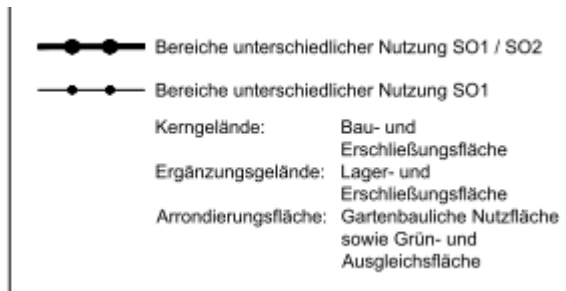 Bereiche unterschiedlicher Nutzung SO1 / SO2
Bereiche unterschiedlicher Nutzung SO1
Kerngelände: Bau- und
Erschließungsfläche
Ergänzungsgelände: Lager- und
Erschließungsfläche
Arrondierungsfläche: Gartenbauliche Nutzfläche
sowie Grün- und
Ausgleichsfläche